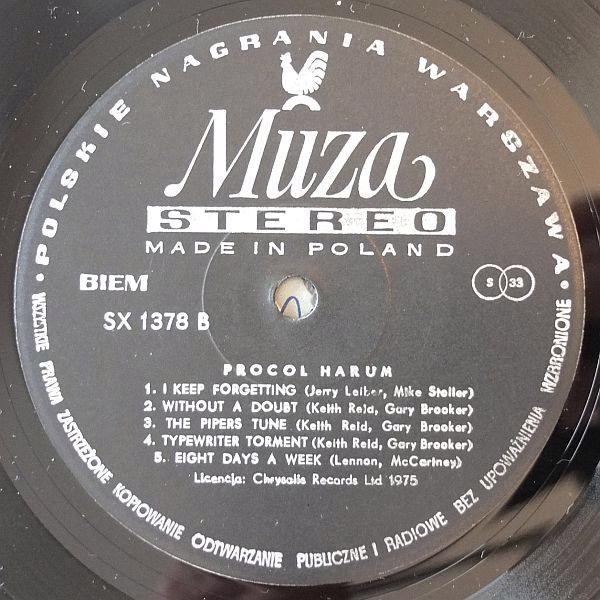 • POLSKIE NAGRANIA WARSZAWA •
Muza
STEREO
MADE IN POLAND
BIEM
S 33
SX 1378 B
PROCOL HARUM
1. I KEEP FORGETTING (Jerry Leiber, Mike Stoller)
2. WITHOUT A DOUBT (Keith Reid, Gary Brooker)
3. THE PIPERS TUNE (Keith Reid, Gary Brooker)
4. TYPEWRITER TORMENT (Keith Reid, Gary Brooker)
5. EIGHT DAYS A WEEK (Lennon, McCartney)
Licencja: Chrysalis Records Ltd 1975
WSZYSTKIE PRAWA ZASTRZEŻONE KOPIOWANIE ODTWARZANIE PUBLICZNE I RADIOWE BEZ UPOWAŻNIENIA WZBRONIONE